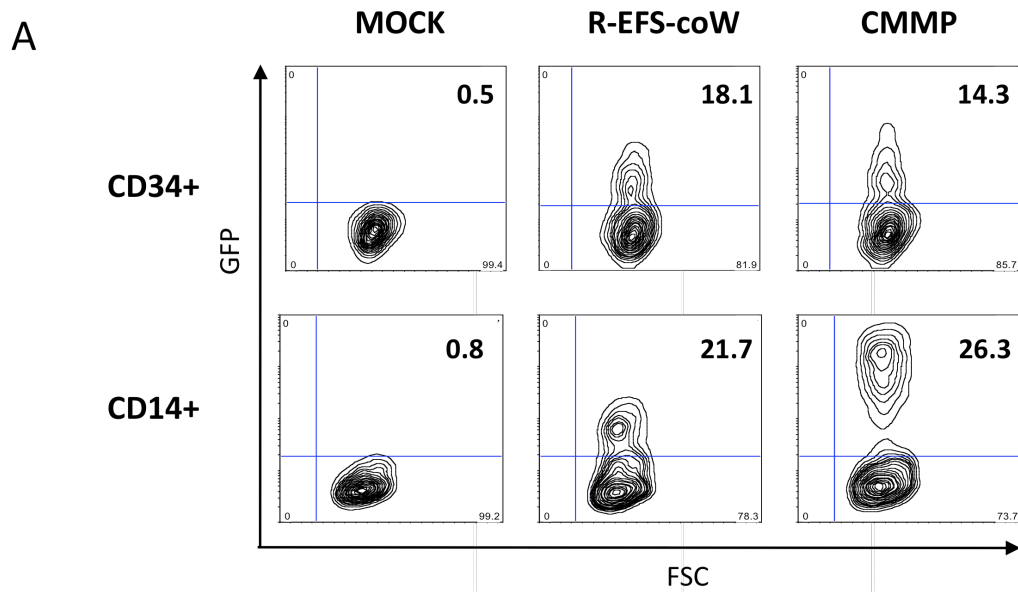 A
MOCK R-EFS-coW CMMP
CD34+
0 0.5
0 99.4
0 18.1
0 81.9
0 14.3
0 85.7
GFP
CD14+
0 0.8
0 99.2
0 21.7
0 78.3
0 26.3
0 73.7
FSC